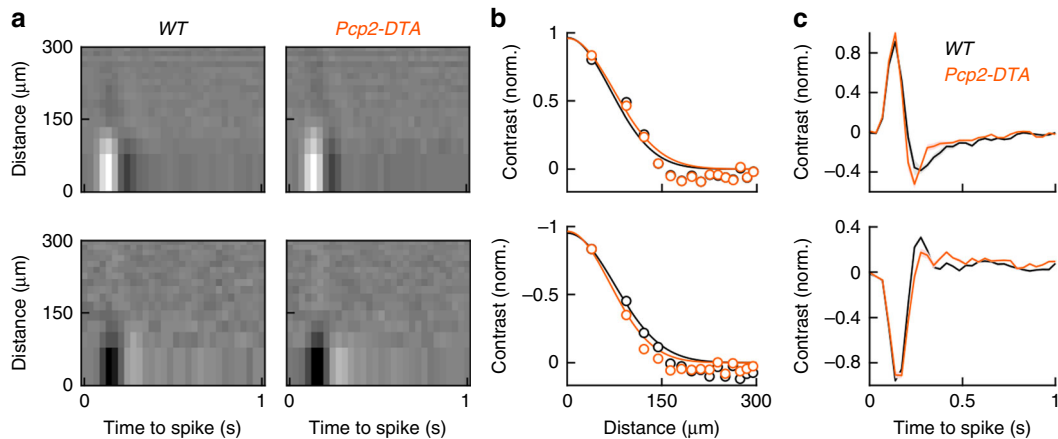 a
WT
Pcp2-DTA
Distance (μm)
300
150
0
Distance (μm)
300
150
0
0
1
0
1
Time to spike (s)
Time to spike (s)
b
Contrast (norm.)
1
0.5
0
Contrast (norm.)
–1
–0.5
0
0
150
300
Distance (μm)
c
WT
Pcp2-DTA
Contrast (norm.)
0.8
0.4
0
–0.4
Contrast (norm.)
0.4
0
–0.4
–0.8
0
0.5
1
Time to spike (s)